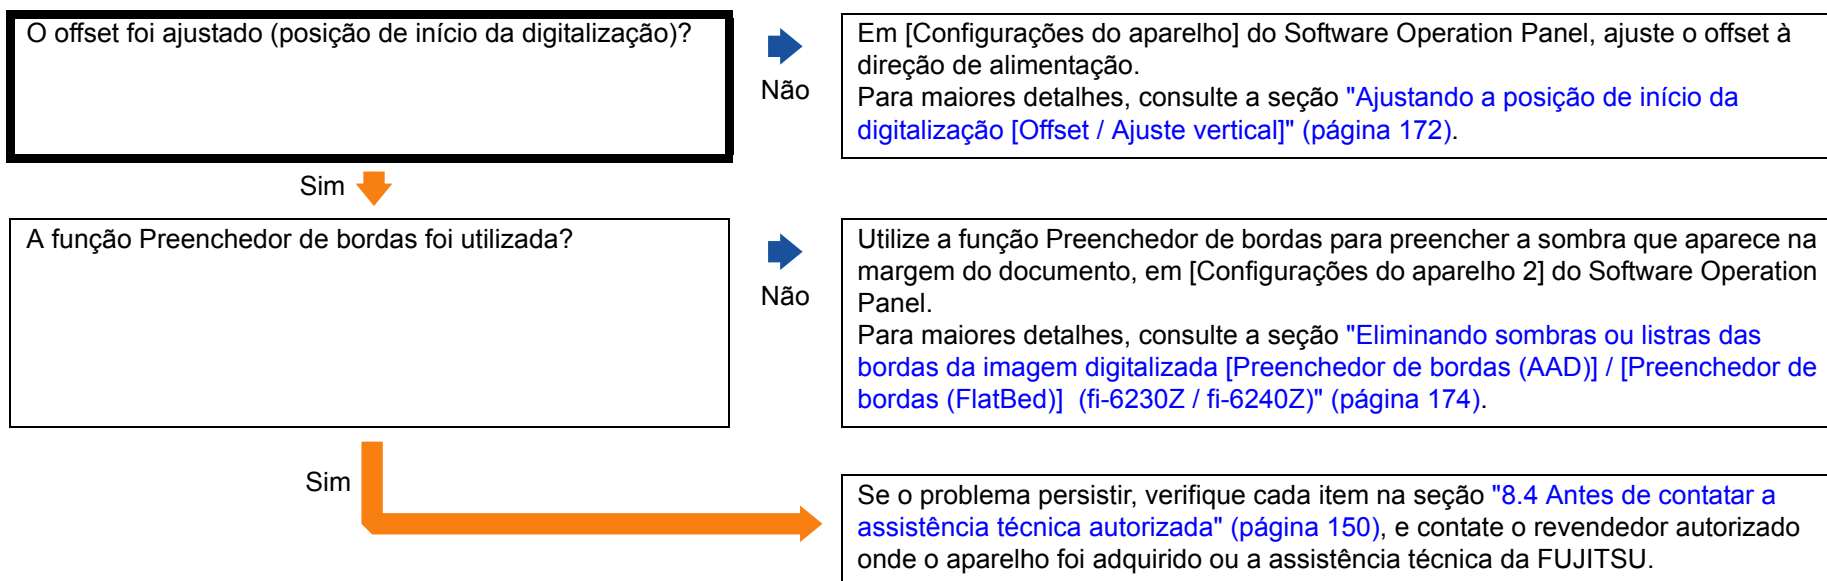 O offset foi ajustado (posição de início da digitalização)?
Não
Em [Configurações do aparelho] do Software Operation Panel, ajuste o offset à
direção de alimentação.
Para maiores detalhes, consulte a seção "Ajustando a posição de início da
digitalização [Offset / Ajuste vertical]" (página 172).
Sim
A função Preenchedor de bordas foi utilizada?
Não
Utilize a função Preenchedor de bordas para preencher a sombra que aparece na
margem do documento, em [Configurações do aparelho 2] do Software Operation
Panel.
Para maiores detalhes, consulte a seção "Eliminando sombras ou listras das
bordas da imagem digitalizada [Preenchedor de bordas (AAD)] / [Preenchedor de
bordas (FlatBed)]  (fi-6230Z / fi-6240Z)" (página 174).
Sim
Se o problema persistir, verifique cada item na seção "8.4 Antes de contatar a
assistência técnica autorizada" (página 150), e contate o revendedor autorizado
onde o aparelho foi adquirido ou a assistência técnica da FUJITSU.